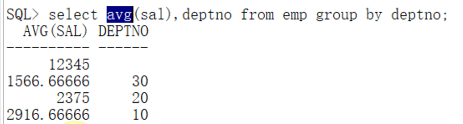 SQL> select avg(sal),deptno from emp group by deptno;
AVG(SAL) DEPTNO
---------- ------
12345
1566.66666 30
2375 20
2916.66666 10